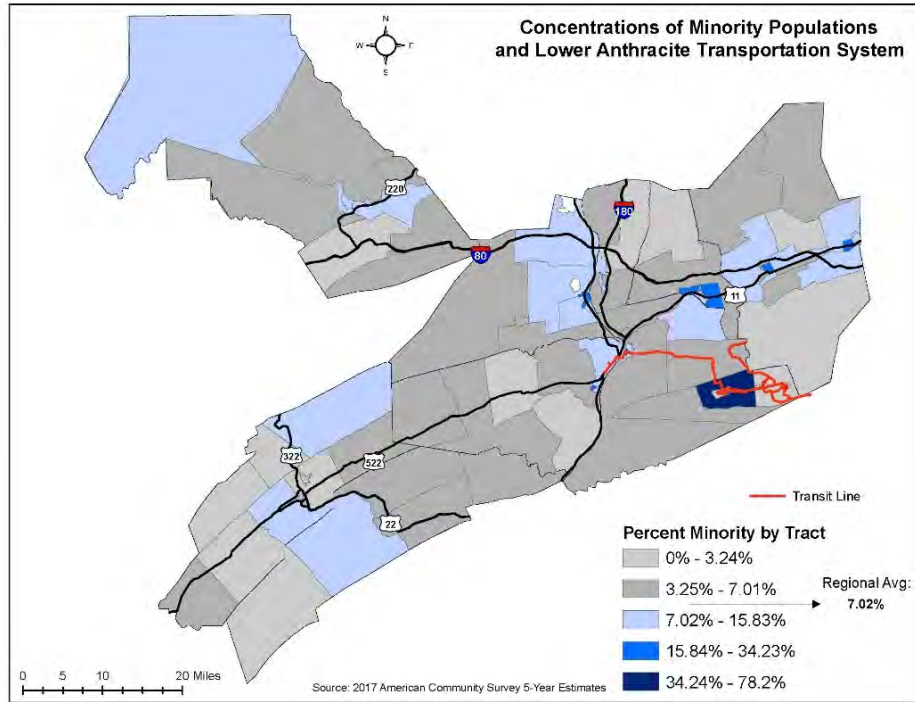 Concentrations of Minority Populations
and Lower Anthracite Transportation System
N
W
S
220
180
80
11
322
522
22
Transit Line
Percent Minority by Tract
0% - 3.24%
3.25% - 7.01%
Regional Avg:
7.02%
7.02% - 15.83%
15.84% - 34.23%
34.24% - 78.2%
0 5 10 20 Miles
Source: 2017 American Community Survey 5-Year Estimates